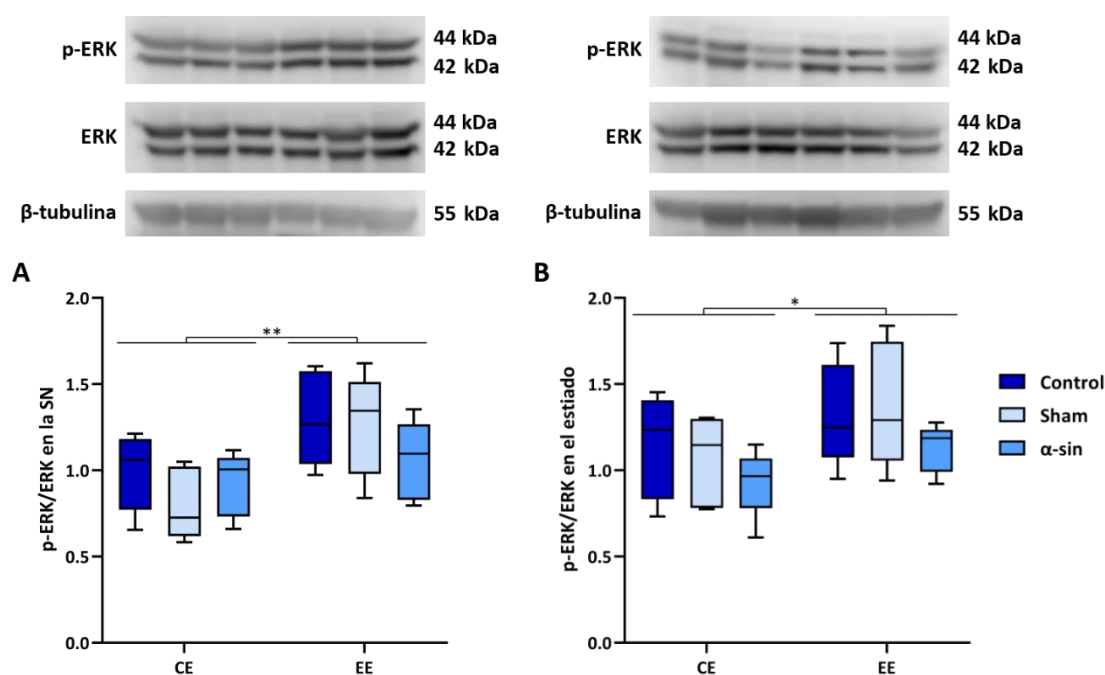 p-ERK
44 kDa
42 kDa
ERK
44 kDa
42 kDa
β-tubulina
55 kDa
p-ERK
44 kDa
42 kDa
ERK
44 kDa
42 kDa
β-tubulina
55 kDa
A
p-ERK/ERK en la SN
2.0
1.5
1.0
0.5
0.0
**
CE
EE
B
p-ERK/ERK en el estiado
2.0
1.5
1.0
0.5
0.0
*
CE
EE
Control
Sham
α-sin